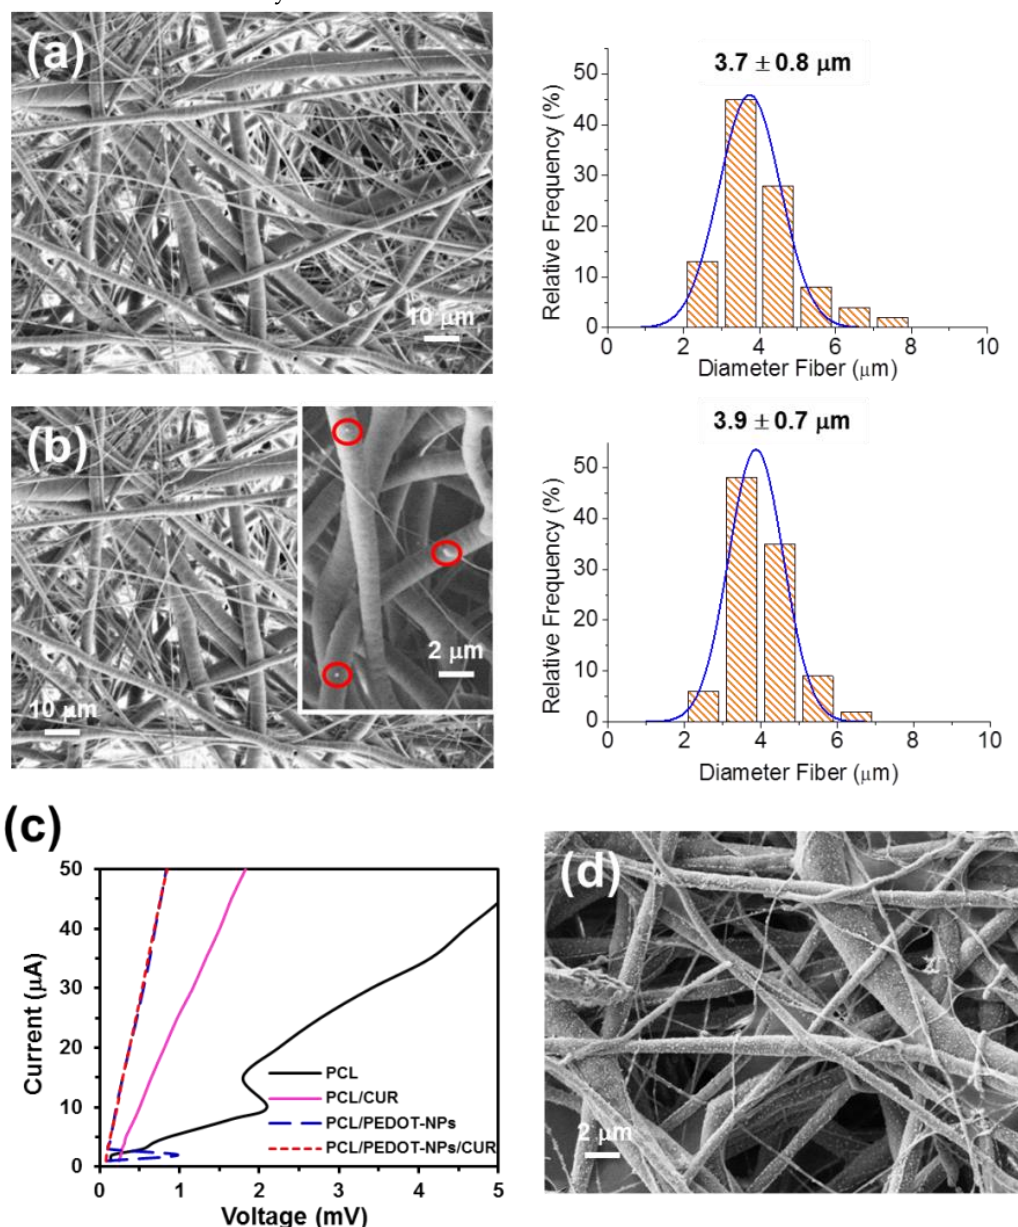 (a)
10 μm
3.7 ± 0.8 μm
Relative Frequency (%)
50
40
30
20
10
0
0 2 4 6 8 10
Diameter Fiber (μm)
(b)
10 μm
2 μm
3.9 ± 0.7 μm
Relative Frequency (%)
50
40
30
20
10
0
0 2 4 6 8 10
Diameter Fiber (μm)
(c)
Current (μA)
50
40
30
20
10
0
PCL
PCL/CUR
PCL/PEDOT-NPs
PCL/PEDOT-NPs/CUR
0 1 2 3 4 5
Voltage (mV)
(d)
2 μm